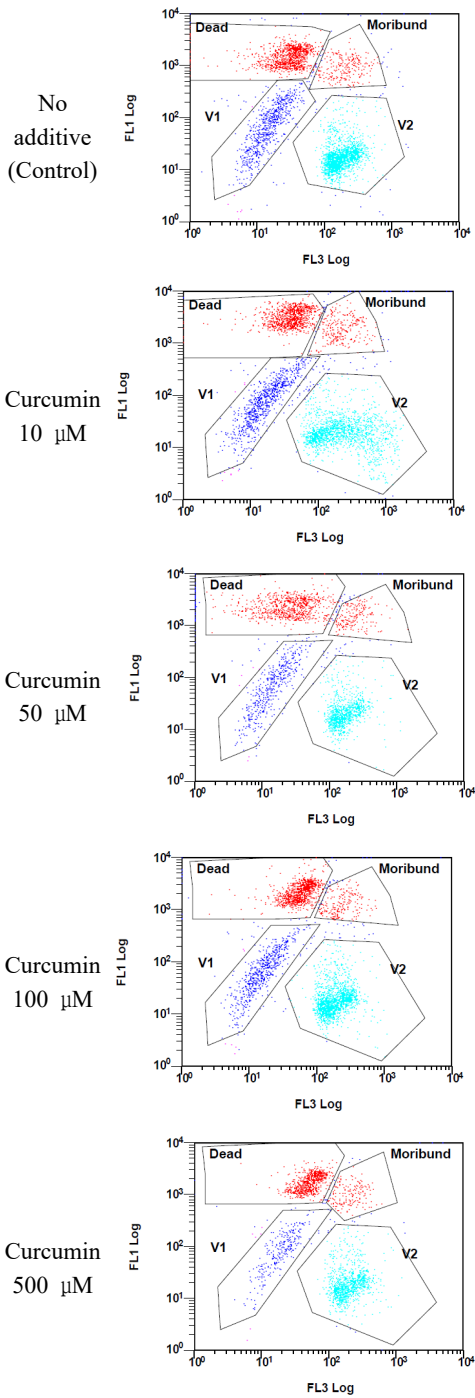 10⁴
Dead
Moribund
10³
FL1 Log
No
additive
(Control)
V1
V2
10²
10¹
10⁰
10⁰ 10¹ 10² 10³ 10⁴
FL3 Log
10⁴
Dead
Moribund
10³
FL1 Log
Curcumin
10 μM
V1
V2
10²
10¹
10⁰
10⁰ 10¹ 10² 10³ 10⁴
FL3 Log
10⁴
Dead
Moribund
10³
FL1 Log
Curcumin
50 μM
V1
V2
10²
10¹
10⁰
10⁰ 10¹ 10² 10³ 10⁴
FL3 Log
10⁴
Dead
Moribund
10³
FL1 Log
Curcumin
100 μM
V1
V2
10²
10¹
10⁰
10⁰ 10¹ 10² 10³ 10⁴
FL3 Log
10⁴
Dead
Moribund
10³
FL1 Log
Curcumin
500 μM
V1
V2
10²
10¹
10⁰
10⁰ 10¹ 10² 10³ 10⁴
FL3 Log